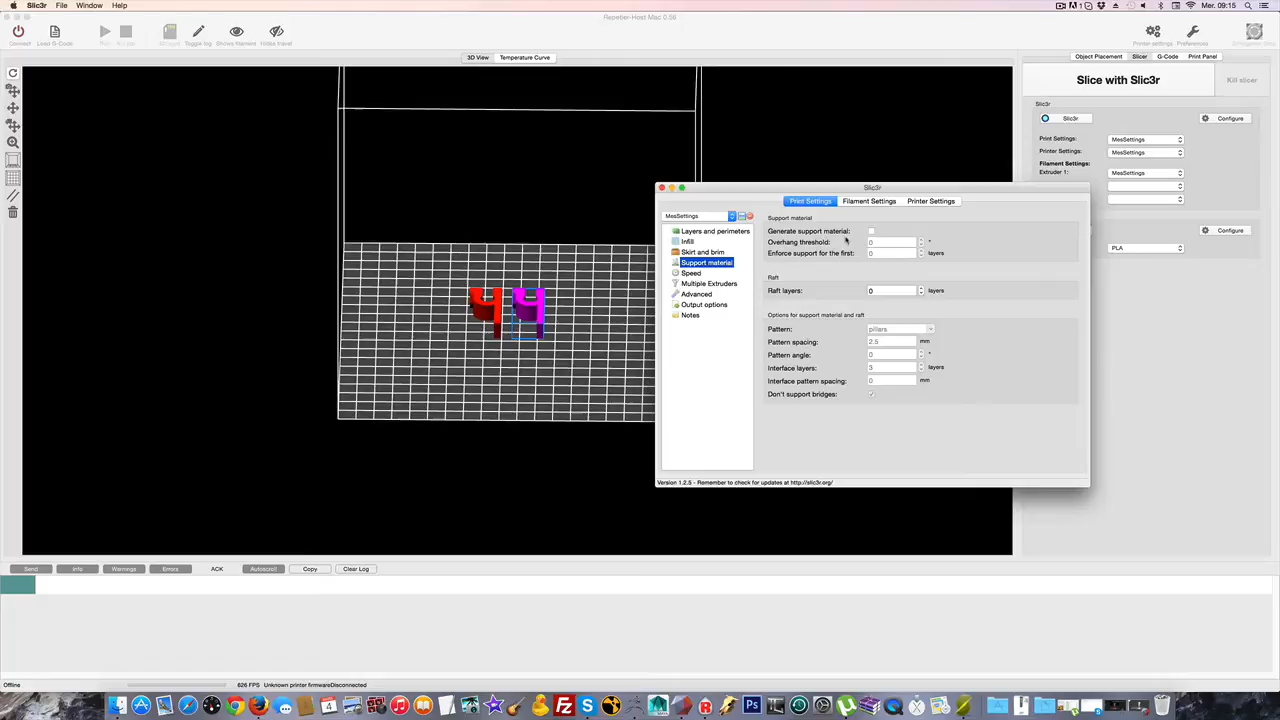 Slic3r File Window Help
1 Mer. 09:15
Repetier-Host Mac 0.56
Connect Load G-Code Toggle log Shows filament Hides travel Printer settings Preferences
3D View Temperature Curve
Object Placement Slicer G-Code Print Panel
Slice with Slic3r Kill slicer
Slic3r
Slic3r Configure
Print Settings: MesSettings
Printer Settings: MesSettings
Filament Settings:
Extruder 1: MesSettings
Configure
PLA
Slic3r
Print Settings Filament Settings Printer Settings
MesSettings
Layers and perimeters
Infill
Skirt and brim
Support material
Speed
Multiple Extruders
Advanced
Output options
Notes
Support material
Generate support material:
Overhang threshold: 0 °
Enforce support for the first: 0 layers
Raft
Raft layers: 0 layers
Options for support material and raft
Pattern: pillars
Pattern spacing: 2.5 mm
Pattern angle: 0 °
Interface layers: 3 layers
Interface pattern spacing: 0 mm
Don't support bridges:
Version 1.2.5 - Remember to check for updates at http://slic3r.org/
Send Info Warnings Errors ACK Autoscroll Copy Clear Log
Offline 626 FPS Unknown printer firmware Disconnected